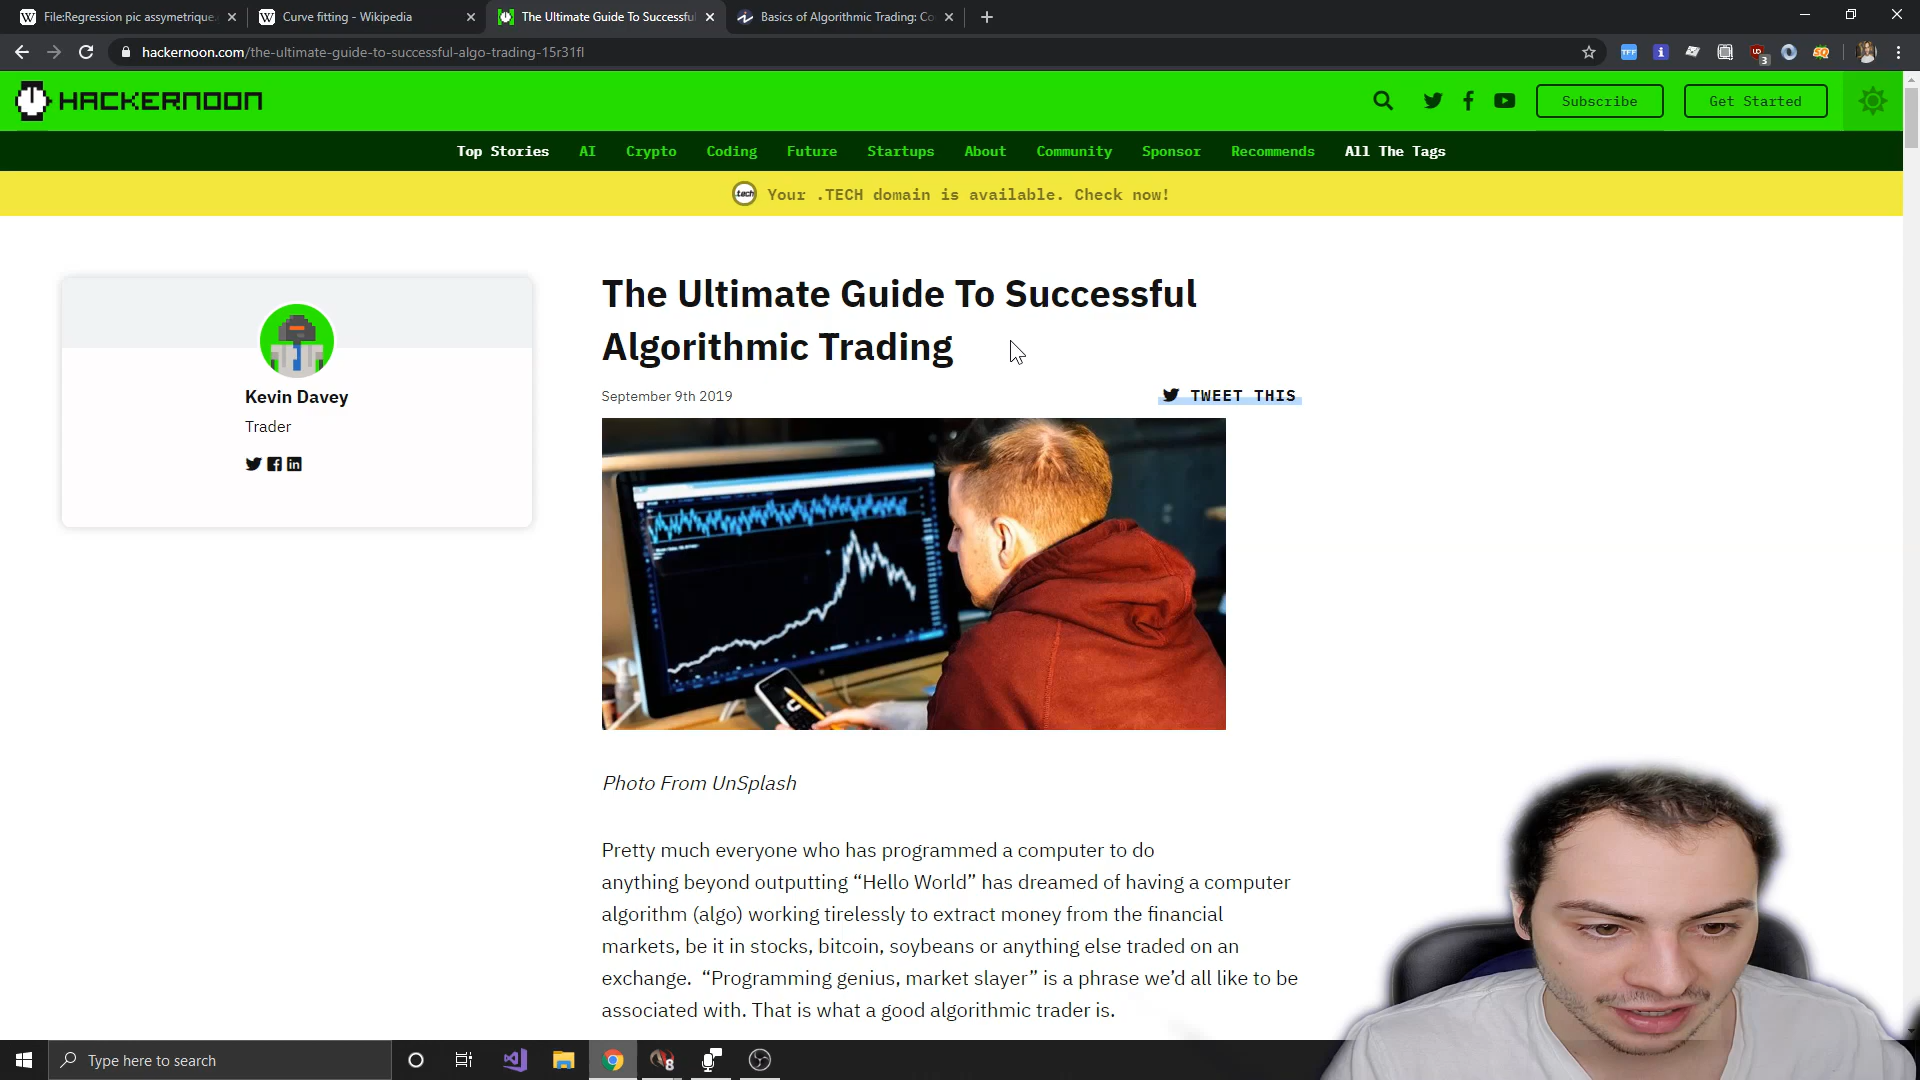 File:Regression pic assymetrique.
Curve fitting - Wikipedia
The Ultimate Guide To Successful
Basics of Algorithmic Trading: Co
hackernoon.com/the-ultimate-guide-to-successful-algo-trading-15r31fl
TFF
3
HACKERNOON
Subscribe
Get Started
Top Stories
AI
Crypto
Coding
Future
Startups
About
Community
Sponsor
Recommends
All The Tags
.tech
Your .TECH domain is available. Check now!
The Ultimate Guide To Successful
Algorithmic Trading
September 9th 2019
TWEET THIS
Kevin Davey
Trader
Photo From UnSplash
Pretty much everyone who has programmed a computer to do
anything beyond outputting “Hello World” has dreamed of having a computer
algorithm (algo) working tirelessly to extract money from the financial
markets, be it in stocks, bitcoin, soybeans or anything else traded on an
exchange. “Programming genius, market slayer” is a phrase we’d all like to be
associated with. That is what a good algorithmic trader is.
Type here to search